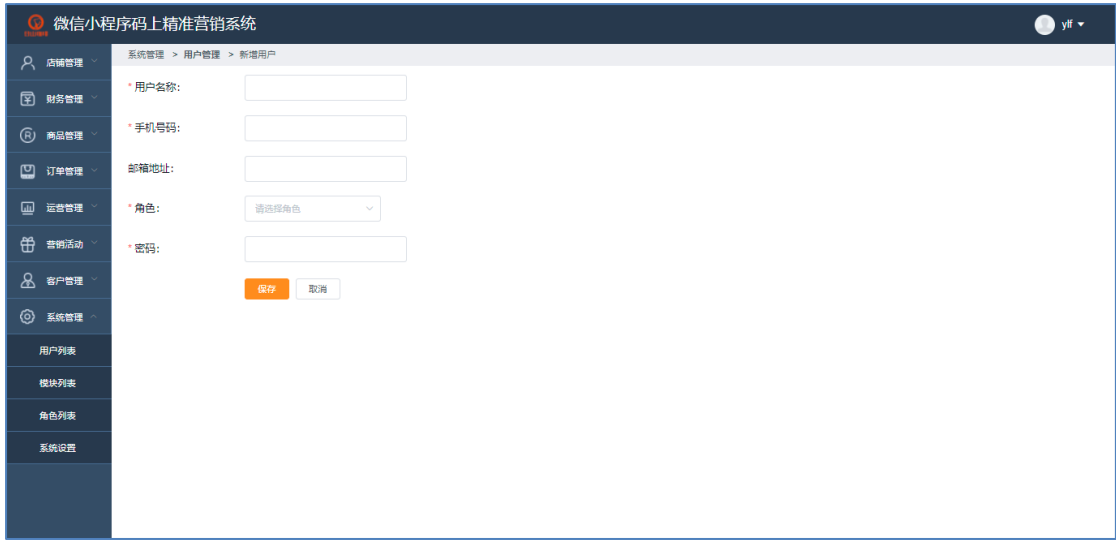 微信小程序码上精准营销系统
ylf
系统管理 > 用户管理 > 新增用户
店铺管理
财务管理
商品管理
订单管理
运营管理
营销活动
客户管理
系统管理
用户列表
模块列表
角色列表
系统设置
*用户名称:
*手机号码:
邮箱地址:
*角色:
请选择角色
*密码:
保存
取消